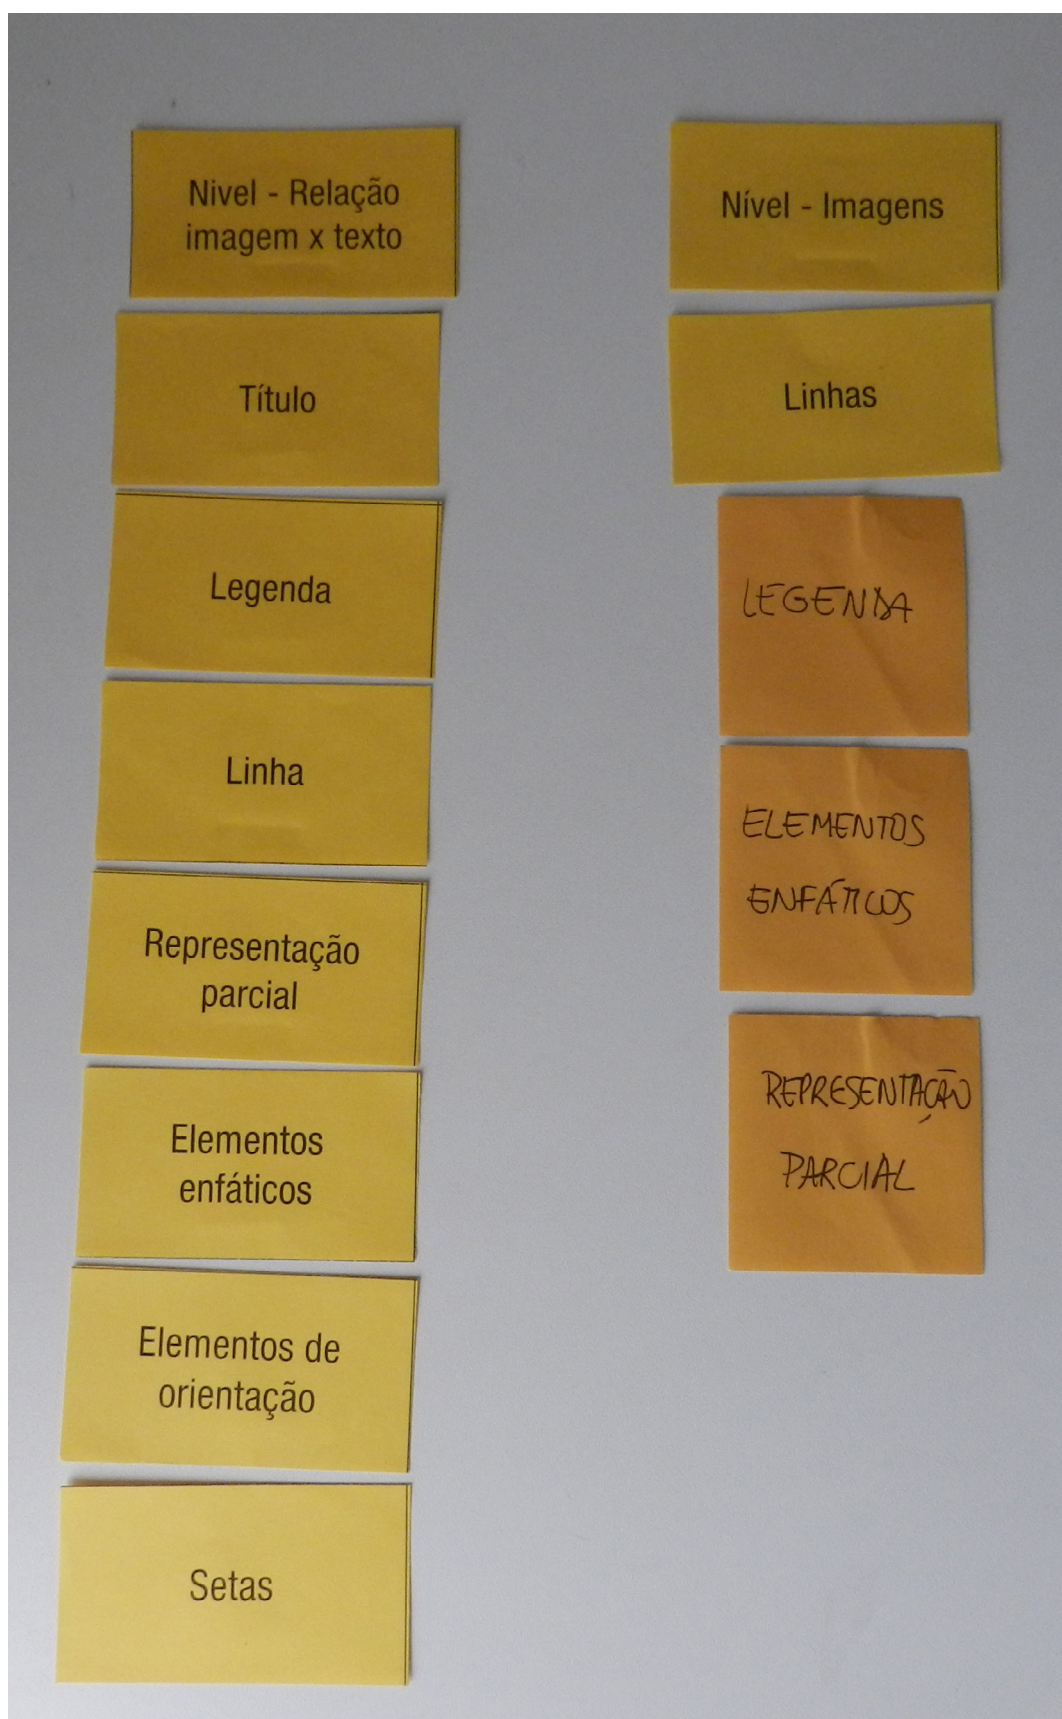 Nivel - Relação
imagem x texto
Título
Legenda
Linha
Representação
parcial
Elementos
enfáticos
Elementos de
orientação
Setas
Nível - Imagens
Linhas
LEGENDA
ELEMENTOS
ENFÁTICOS
REPRESENTAÇÃO
PARCIAL